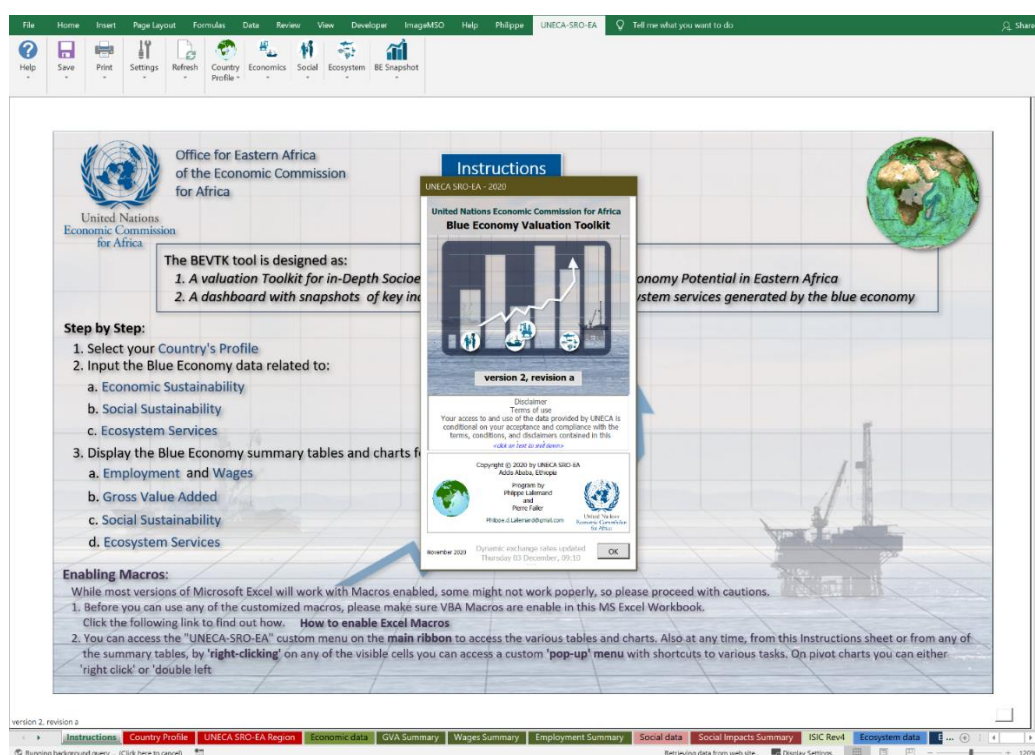 File Home Insert Page Layout Formulas Data Review View Developer ImageMSO Help Philippe UNECA-SRO-EA Tell me what you want to do Share
Help Save Print Settings Refresh Country Profile Economics Social Ecosystem BE Snapshot
Office for Eastern Africa
of the Economic Commission
for Africa
United Nations
Economic Commission
for Africa
Instructions
The BEVTK tool is designed as:
1. A valuation Toolkit for in-Depth Socioe
onomy Potential in Eastern Africa
2. A dashboard with snapshots of key ind
ystem services generated by the blue economy
Step by Step:
1. Select your Country's Profile
2. Input the Blue Economy data related to:
a. Economic Sustainability
b. Social Sustainability
c. Ecosystem Services
3. Display the Blue Economy summary tables and charts f
a. Employment and Wages
b. Gross Value Added
c. Social Sustainability
d. Ecosystem Services
UNECA SRO-EA - 2020
United Nations Economic Commission for Africa
Blue Economy Valuation Toolkit
version 2, revision a
Disclaimer
Terms of use
Your access to and use of the data provided by UNECA is
conditional on your acceptance and compliance with the
terms, conditions, and disclaimers contained in this
Copyright @ 2020 by UNECA SRO-EA
Addis Ababa, Ethiopia
Program by
Philippe Lallemand
and
Pierre Failler
Philippe.d.Lallemand@gmail.com
United Nations
Economic Commission
for Africa
November 2020
Dynamic exchange rates updated
Thursday 03 December, 09:10
OK
Enabling Macros:
While most versions of Microsoft Excel will work with Macros enabled, some might not work poperly, so please proceed with cautions.
1. Before you can use any of the customized macros, please make sure VBA Macros are enable in this MS Excel Workbook.
Click the following link to find out how. How to enable Excel Macros
2. You can access the "UNECA-SRO-EA" custom menu on the main ribbon to access the various tables and charts. Also at any time, from this Instructions sheet or from any of
the summary tables, by 'right-clicking' on any of the visible cells you can access a custom 'pop-up' menu with shortcuts to various tasks. On pivot charts you can either
'right click' or 'double left
version 2, revision a
Instructions Country Profile UNECA SRO-EA Region Economic data GVA Summary Wages Summary Employment Summary Social data Social Impacts Summary ISIC Rev4 Ecosystem data E ...
Running background query... (Click here to cancel) Retrieving data from web site... Display Settings 120%